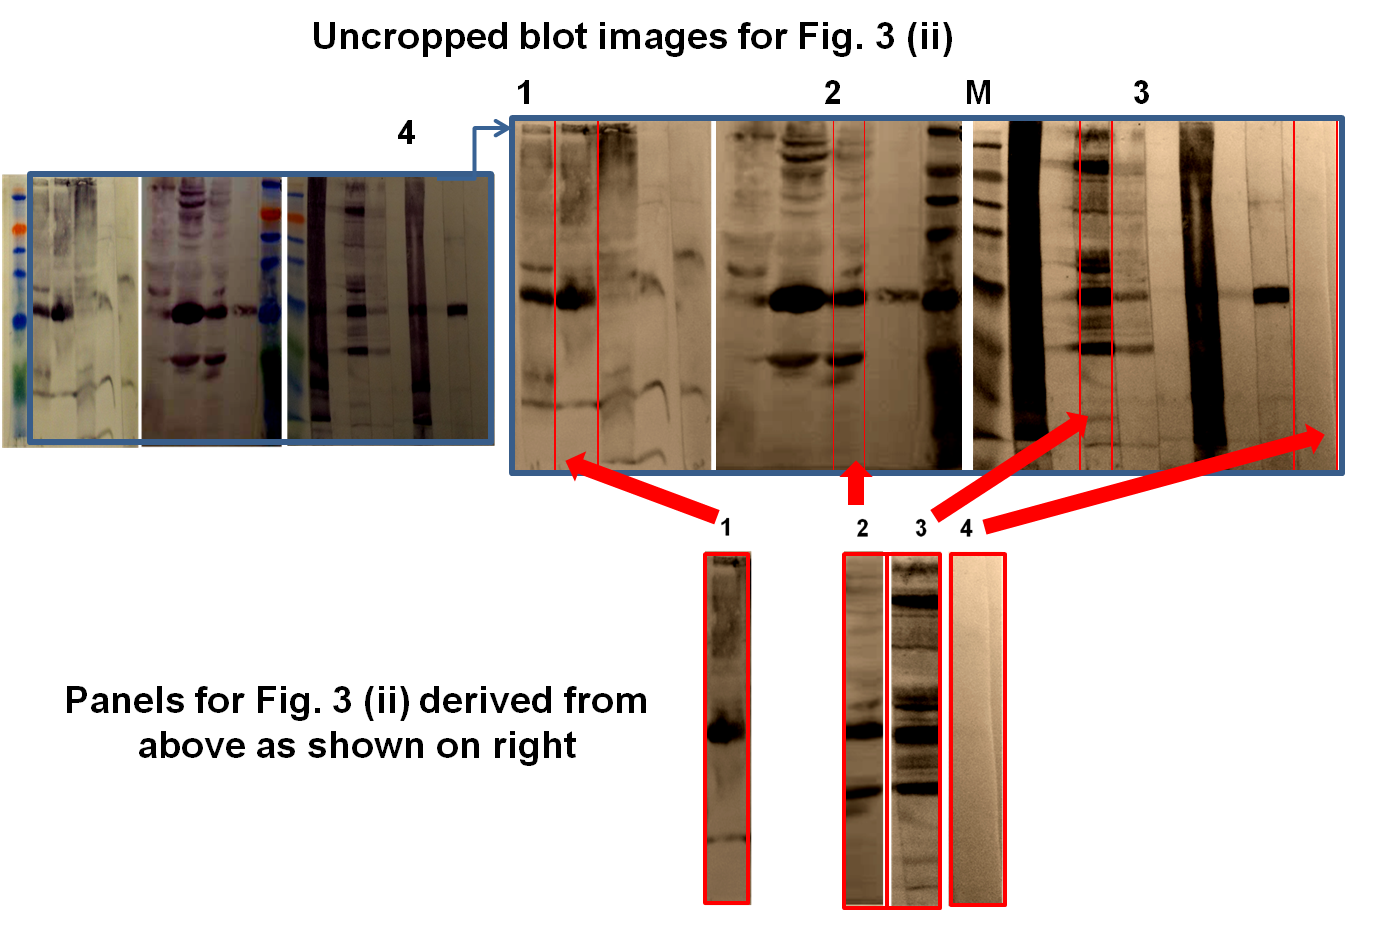 Uncropped blot images for Fig. 3 (ii)
1 2 M 3
4
1 2 3 4
Panels for Fig. 3 (ii) derived from
above as shown on right